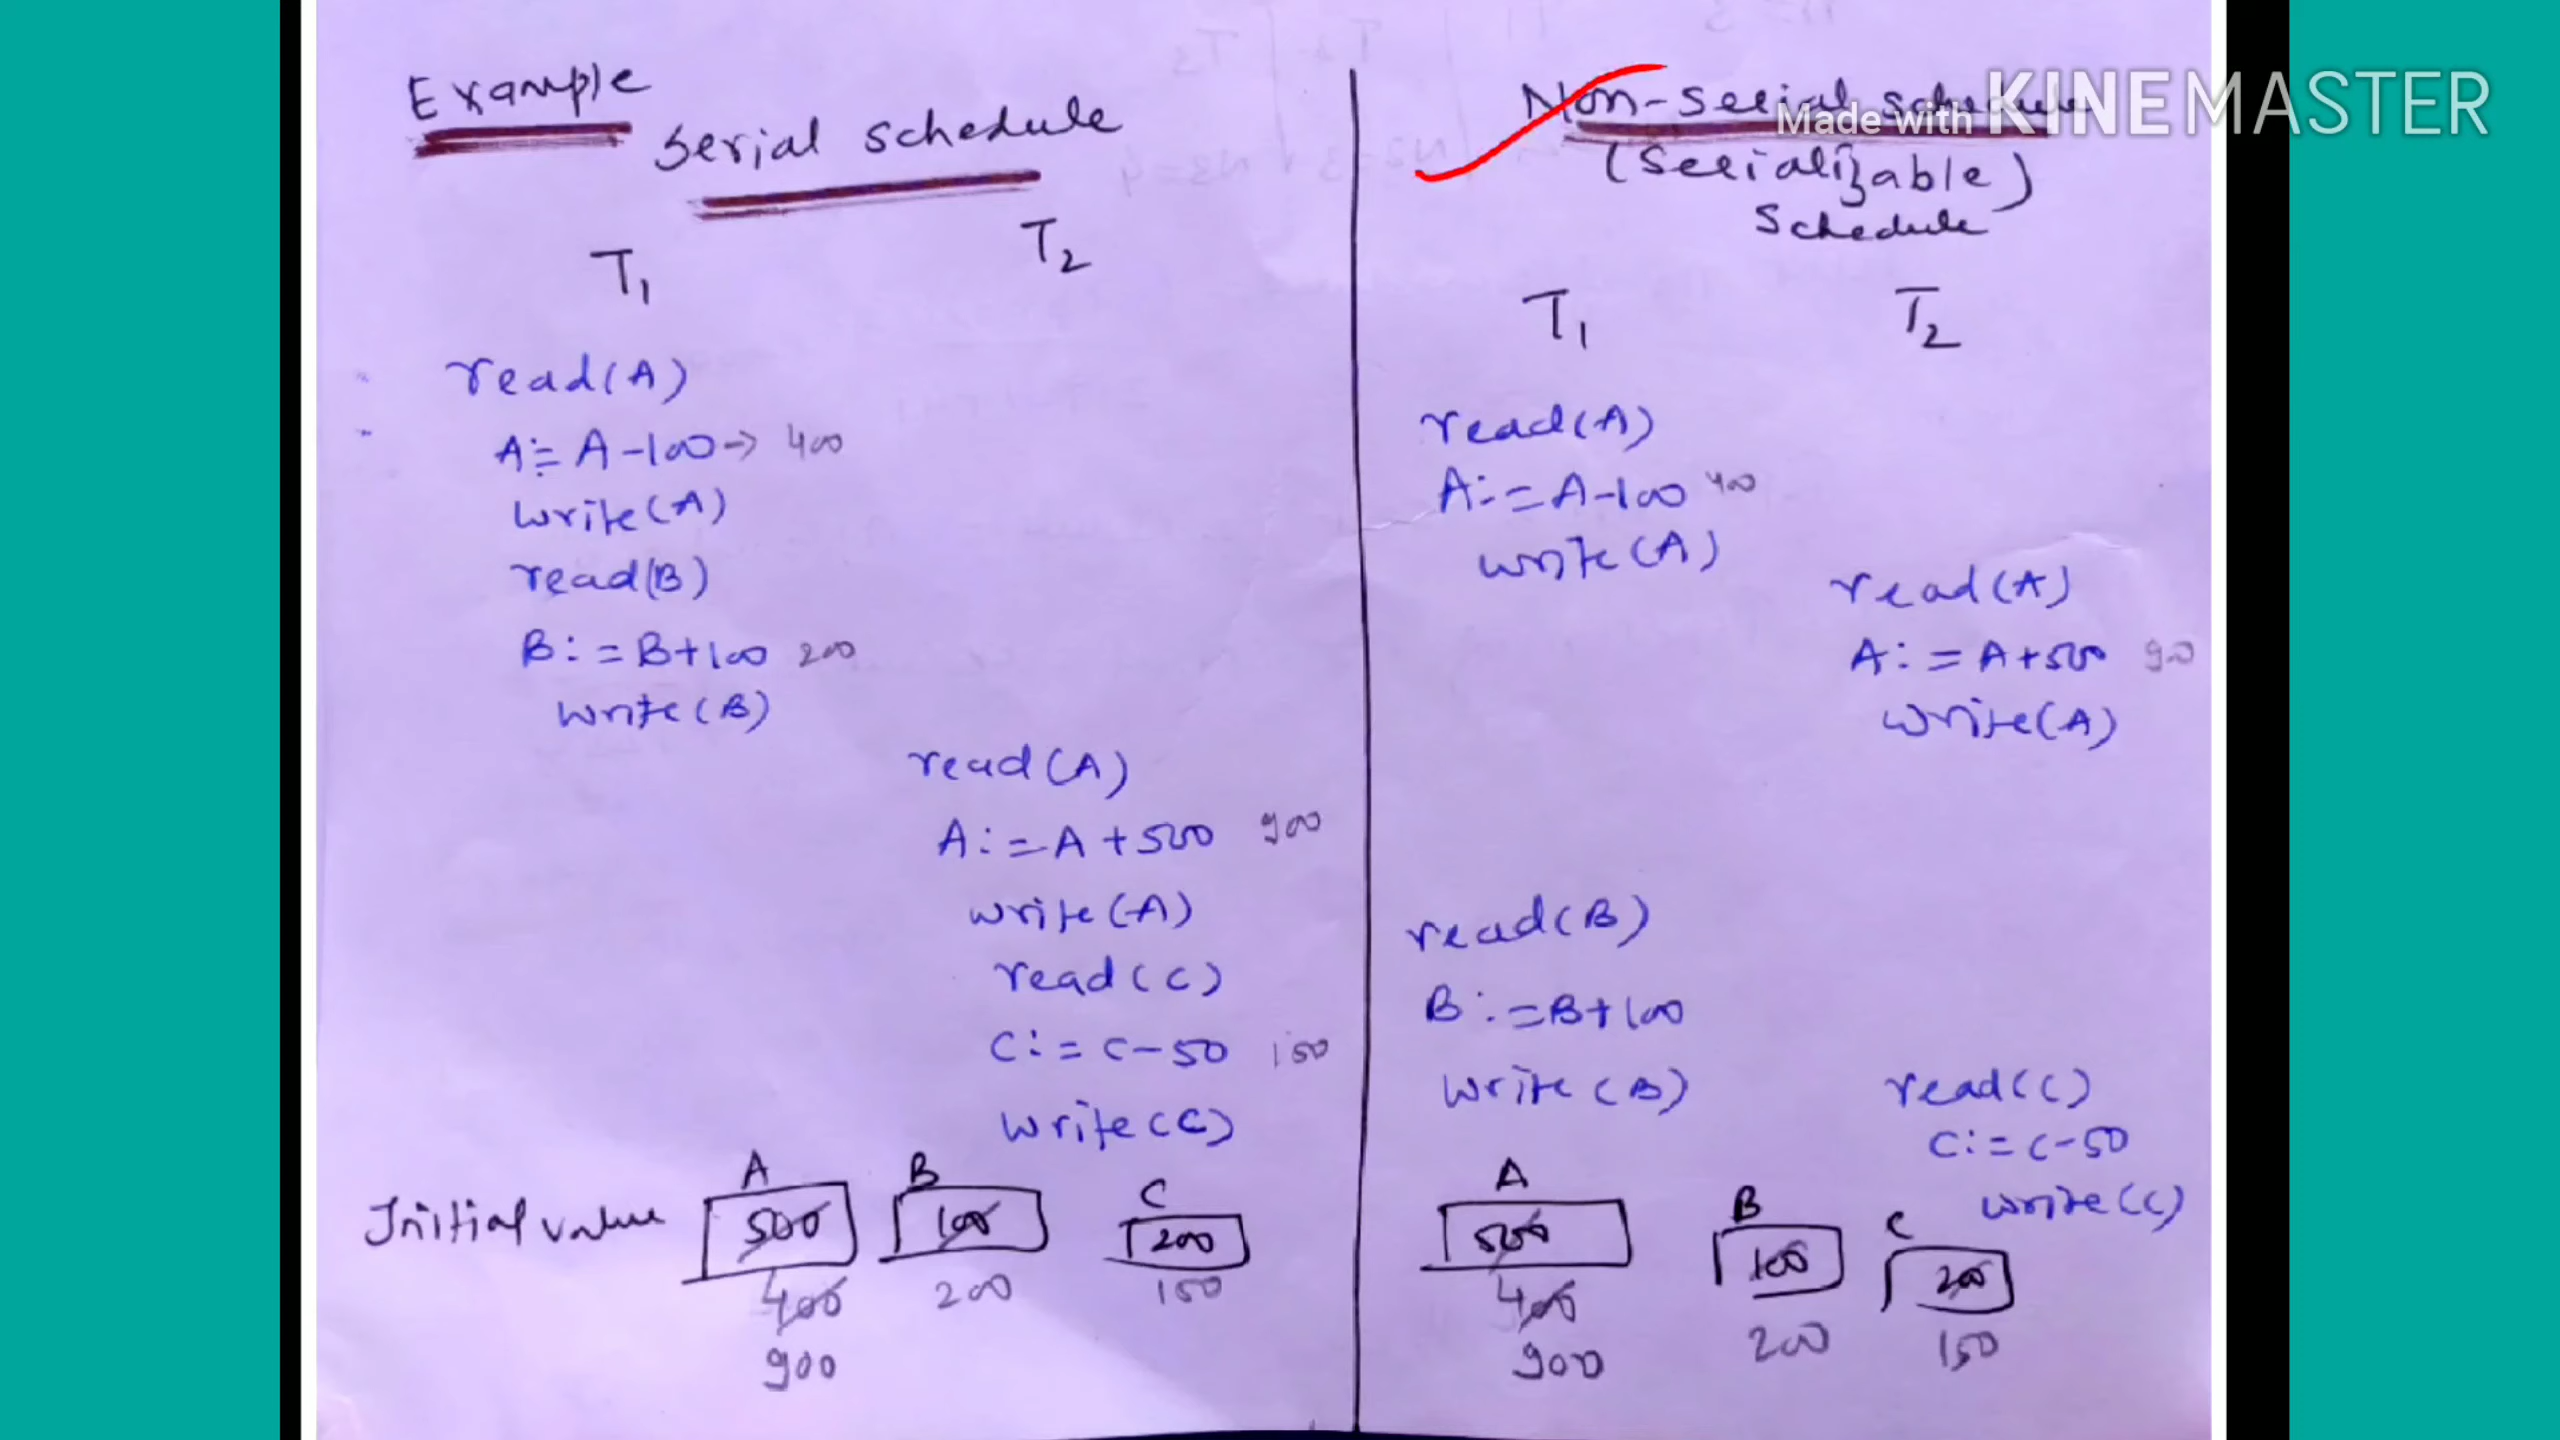 Example
Serial schedule
T1 T2
read(A)
A:=A-100→ 400
write(A)
read(B)
B:=B+100 200
write(B)
read(A)
A:=A+500 900
write(A)
read(C)
C:=C-50 150
write(C)
Initial value
A B C
500 100 200
400 200 150
900
Non-serial schedule
(Serializable)
Schedule
T1 T2
read(A)
A:=A-100 400
write(A)
read(A)
A:=A+500 900
write(A)
read(B)
B:=B+100
write(B)
read(C)
C:=C-50
write(C)
A B C
500 100 200
400 200 150
900
Made with KINEMASTER